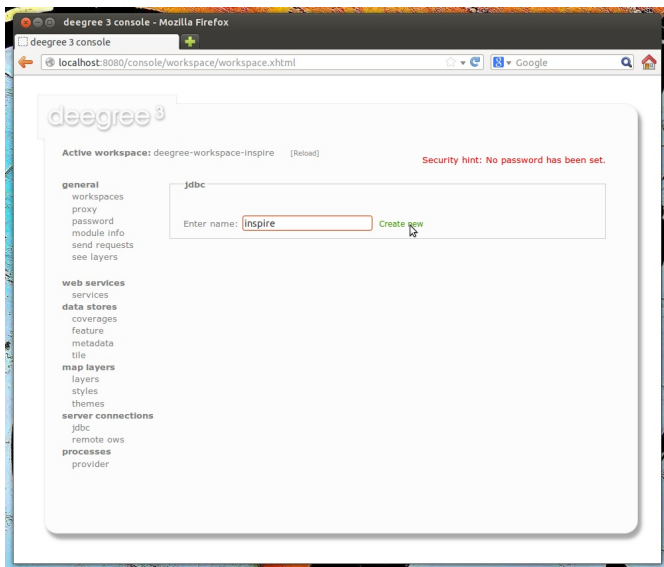 deegree 3 console - Mozilla Firefox
deegree 3 console
localhost:8080/console/workspace/workspace.xhtml
Google
deegree 3
Active workspace: deegree-workspace-inspire [Reload]
Security hint: No password has been set.
general
workspaces
proxy
password
module info
send requests
see layers
web services
services
data stores
coverages
feature
metadata
tile
map layers
layers
styles
themes
server connections
jdbc
remote ows
processes
provider
jdbc
Enter name: inspire Create new